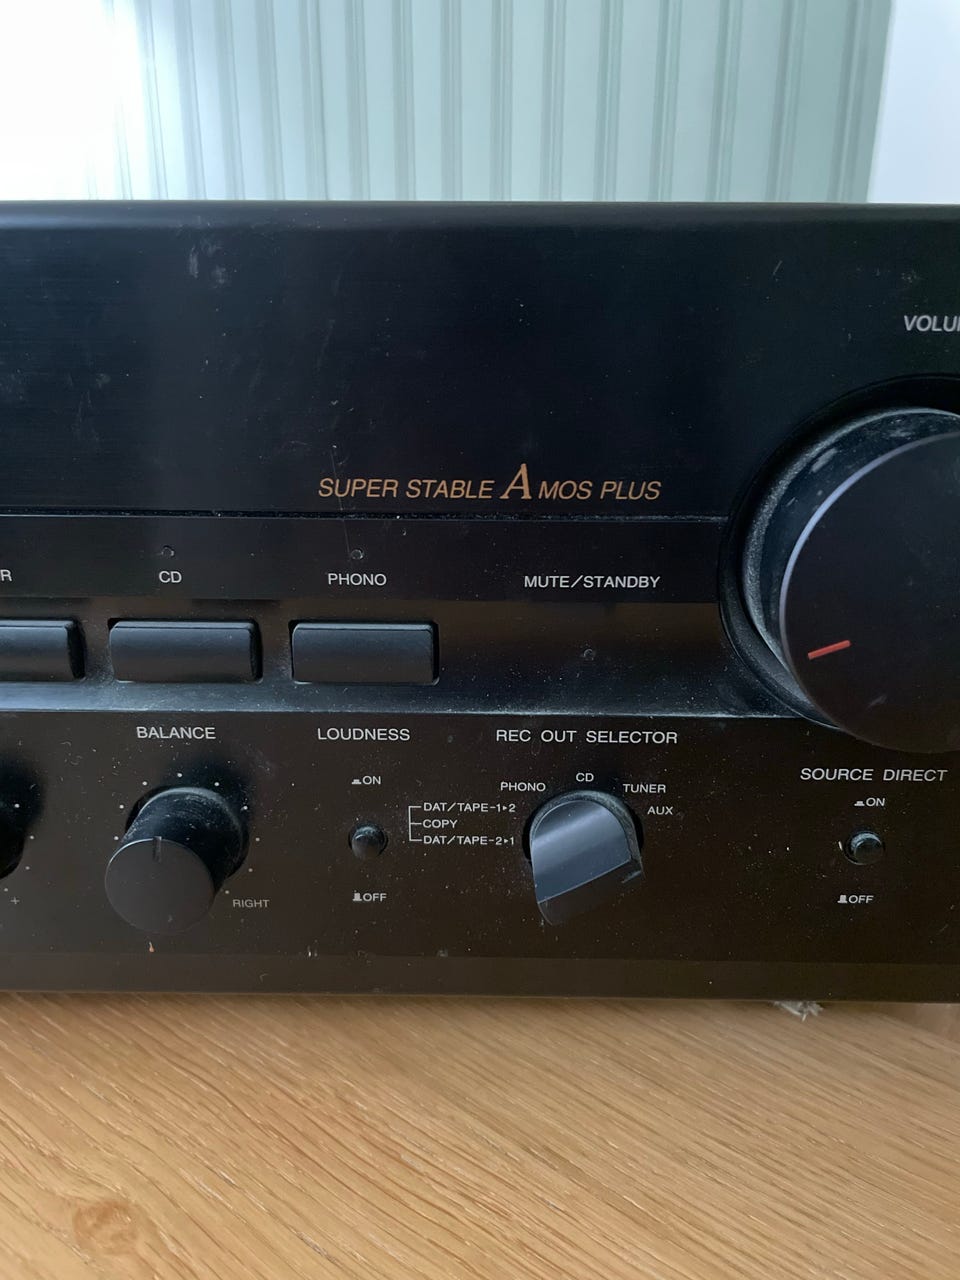 VOLU
SUPER STABLE A MOS PLUS
R
CD
PHONO
MUTE/STANDBY
BALANCE
LOUDNESS
REC OUT SELECTOR
SOURCE DIRECT
ON
PHONO
CD
TUNER
AUX
ON
DAT/TAPE-1▸2
COPY
DAT/TAPE-2▸1
+
RIGHT
OFF
OFF